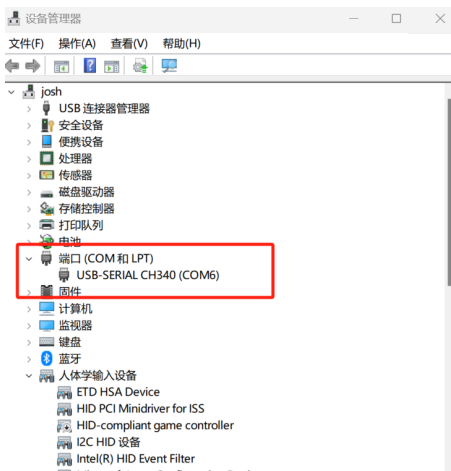 设备管理器
文件(F) 操作(A) 查看(V) 帮助(H)
josh
USB 连接器管理器
安全设备
便携设备
处理器
传感器
磁盘驱动器
存储控制器
打印队列
电池
端口 (COM 和 LPT)
USB-SERIAL CH340 (COM6)
固件
计算机
监视器
键盘
蓝牙
人体学输入设备
ETD HSA Device
HID PCI Minidriver for ISS
HID-compliant game controller
I2C HID 设备
Intel(R) HID Event Filter